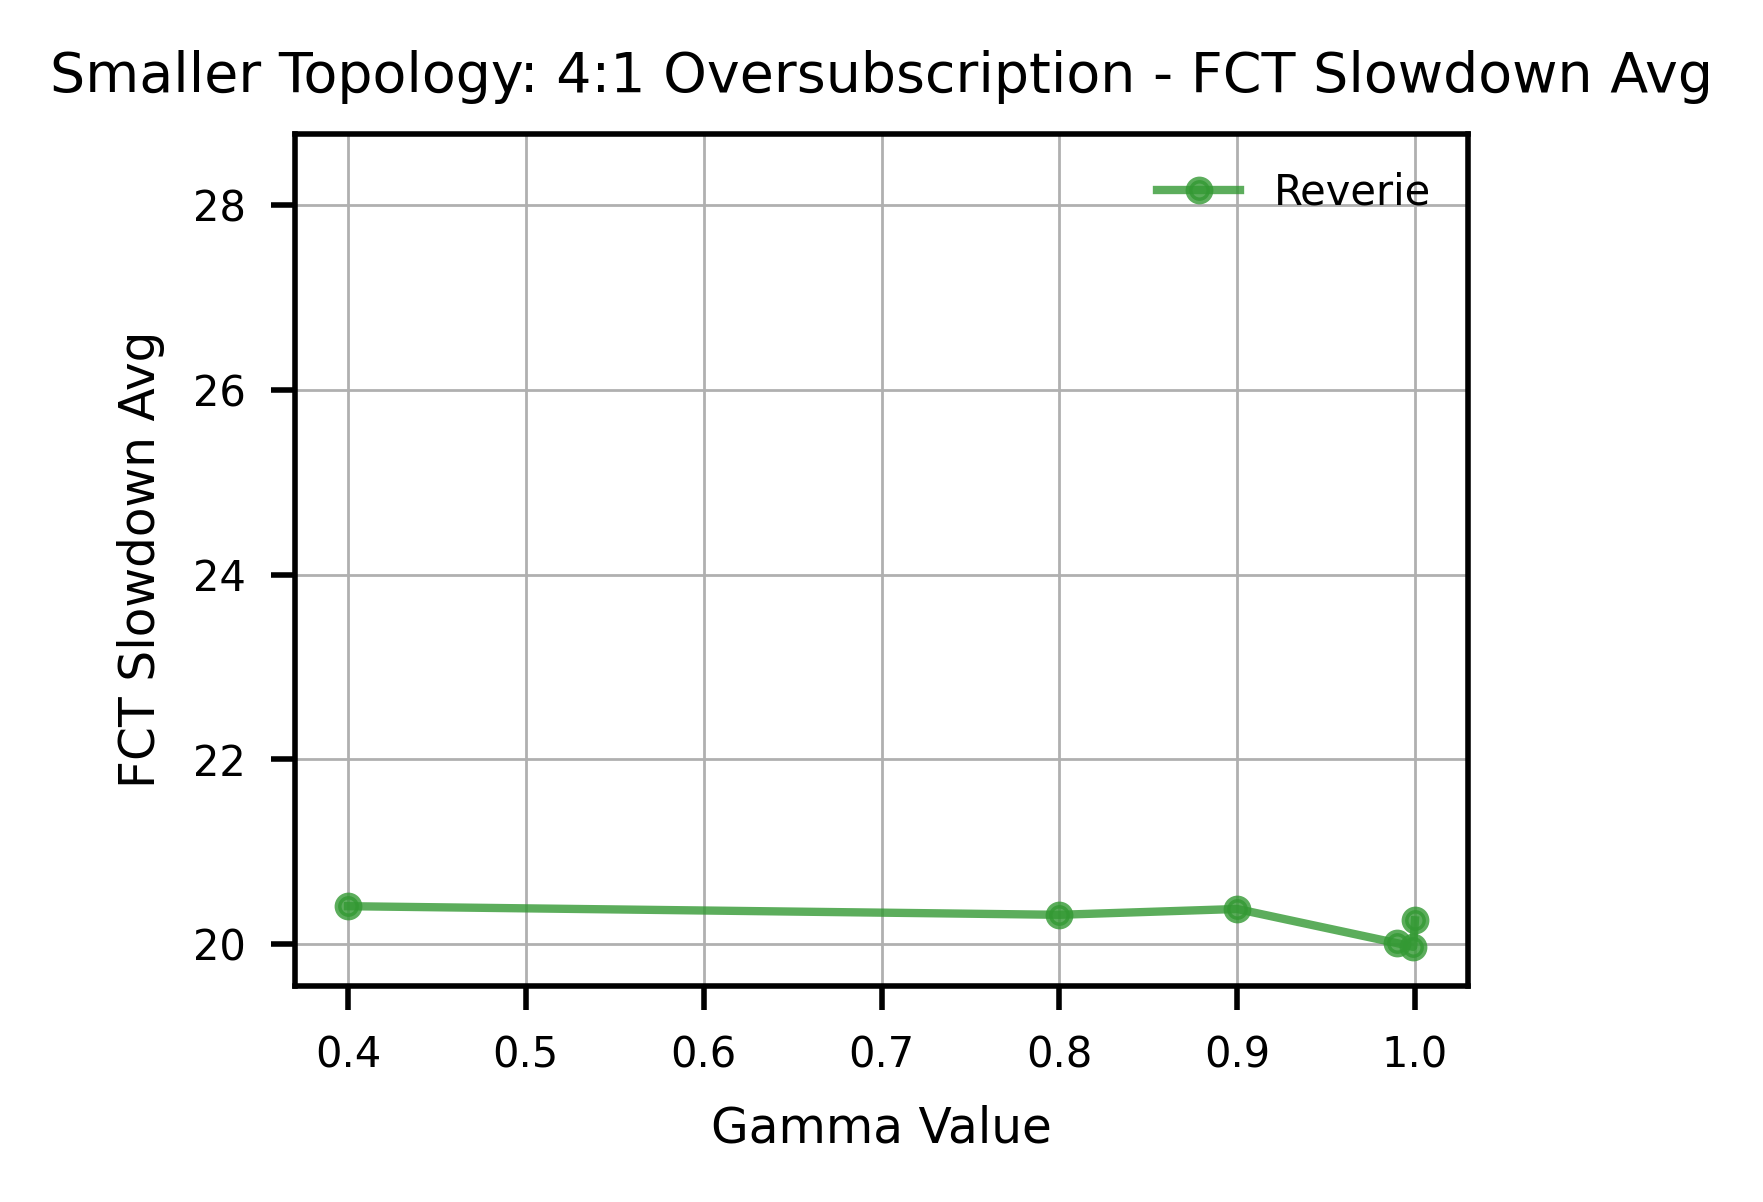 Smaller Topology: 4:1 Oversubscription - FCT Slowdown Avg
Reverie
FCT Slowdown Avg
28
26
24
22
20
0.4 0.5 0.6 0.7 0.8 0.9 1.0
Gamma Value